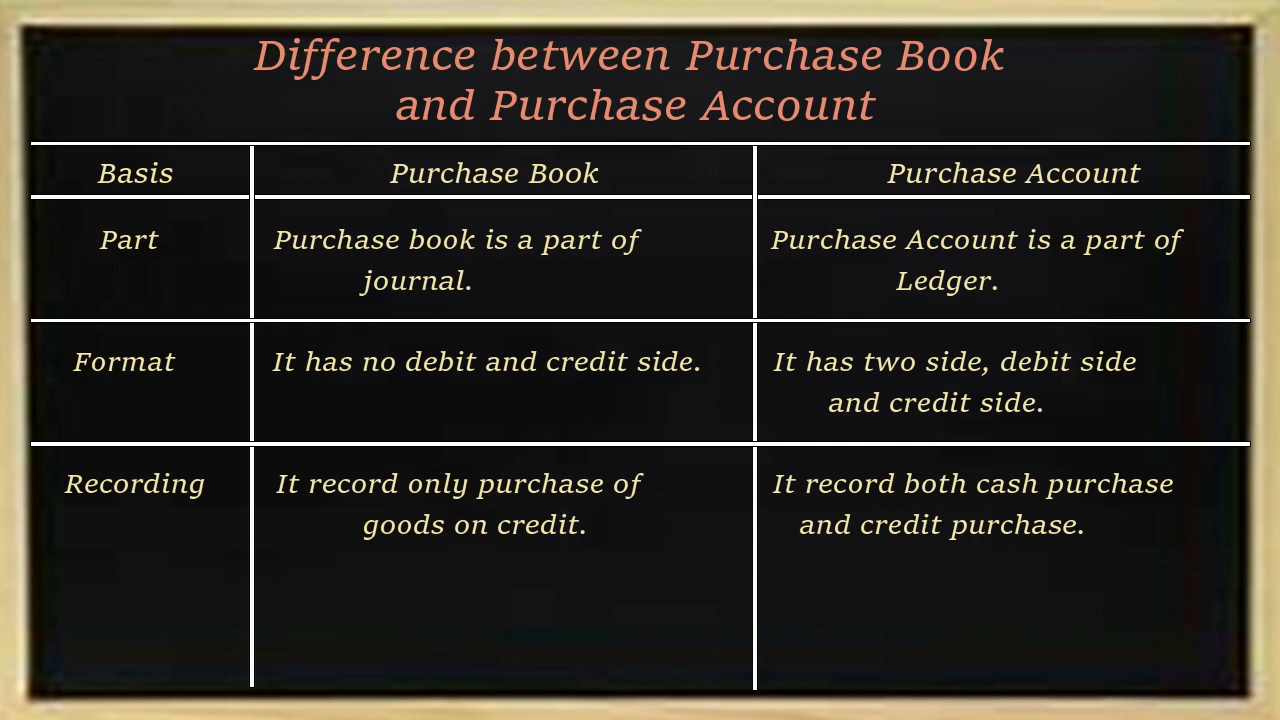 Difference between Purchase Book
and Purchase Account
Basis
Purchase Book
Purchase Account
Part
Purchase book is a part of
journal.
Purchase Account is a part of
Ledger.
Format
It has no debit and credit side.
It has two side, debit side
and credit side.
Recording
It record only purchase of
goods on credit.
It record both cash purchase
and credit purchase.